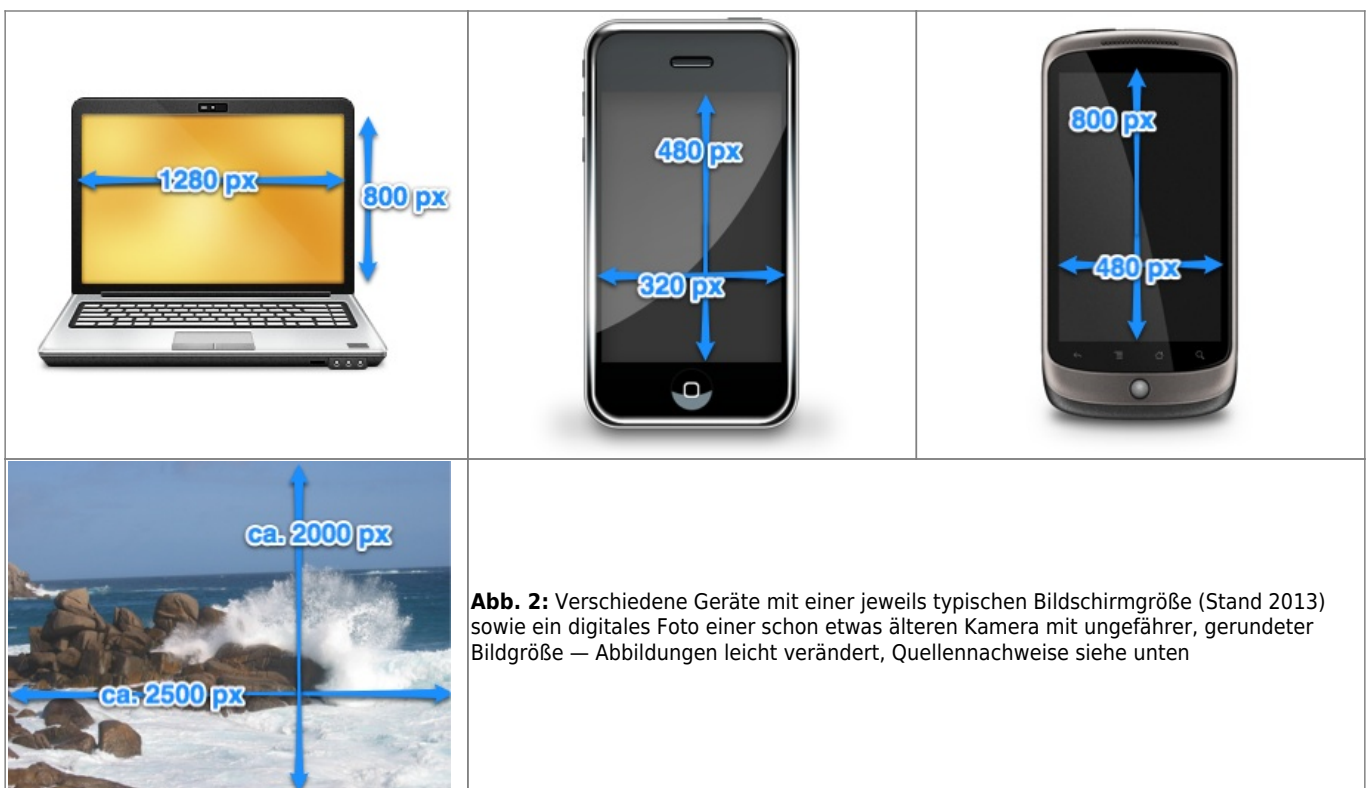 1280 px
800 px
480 px
320 px
800 px
480 px
ca. 2000 px
ca. 2500 px
Abb. 2: Verschiedene Geräte mit einer jeweils typischen Bildschirmgröße (Stand 2013)
sowie ein digitales Foto einer schon etwas älteren Kamera mit ungefährer, gerundeter
Bildgröße — Abbildungen leicht verändert, Quellennachweise siehe unten